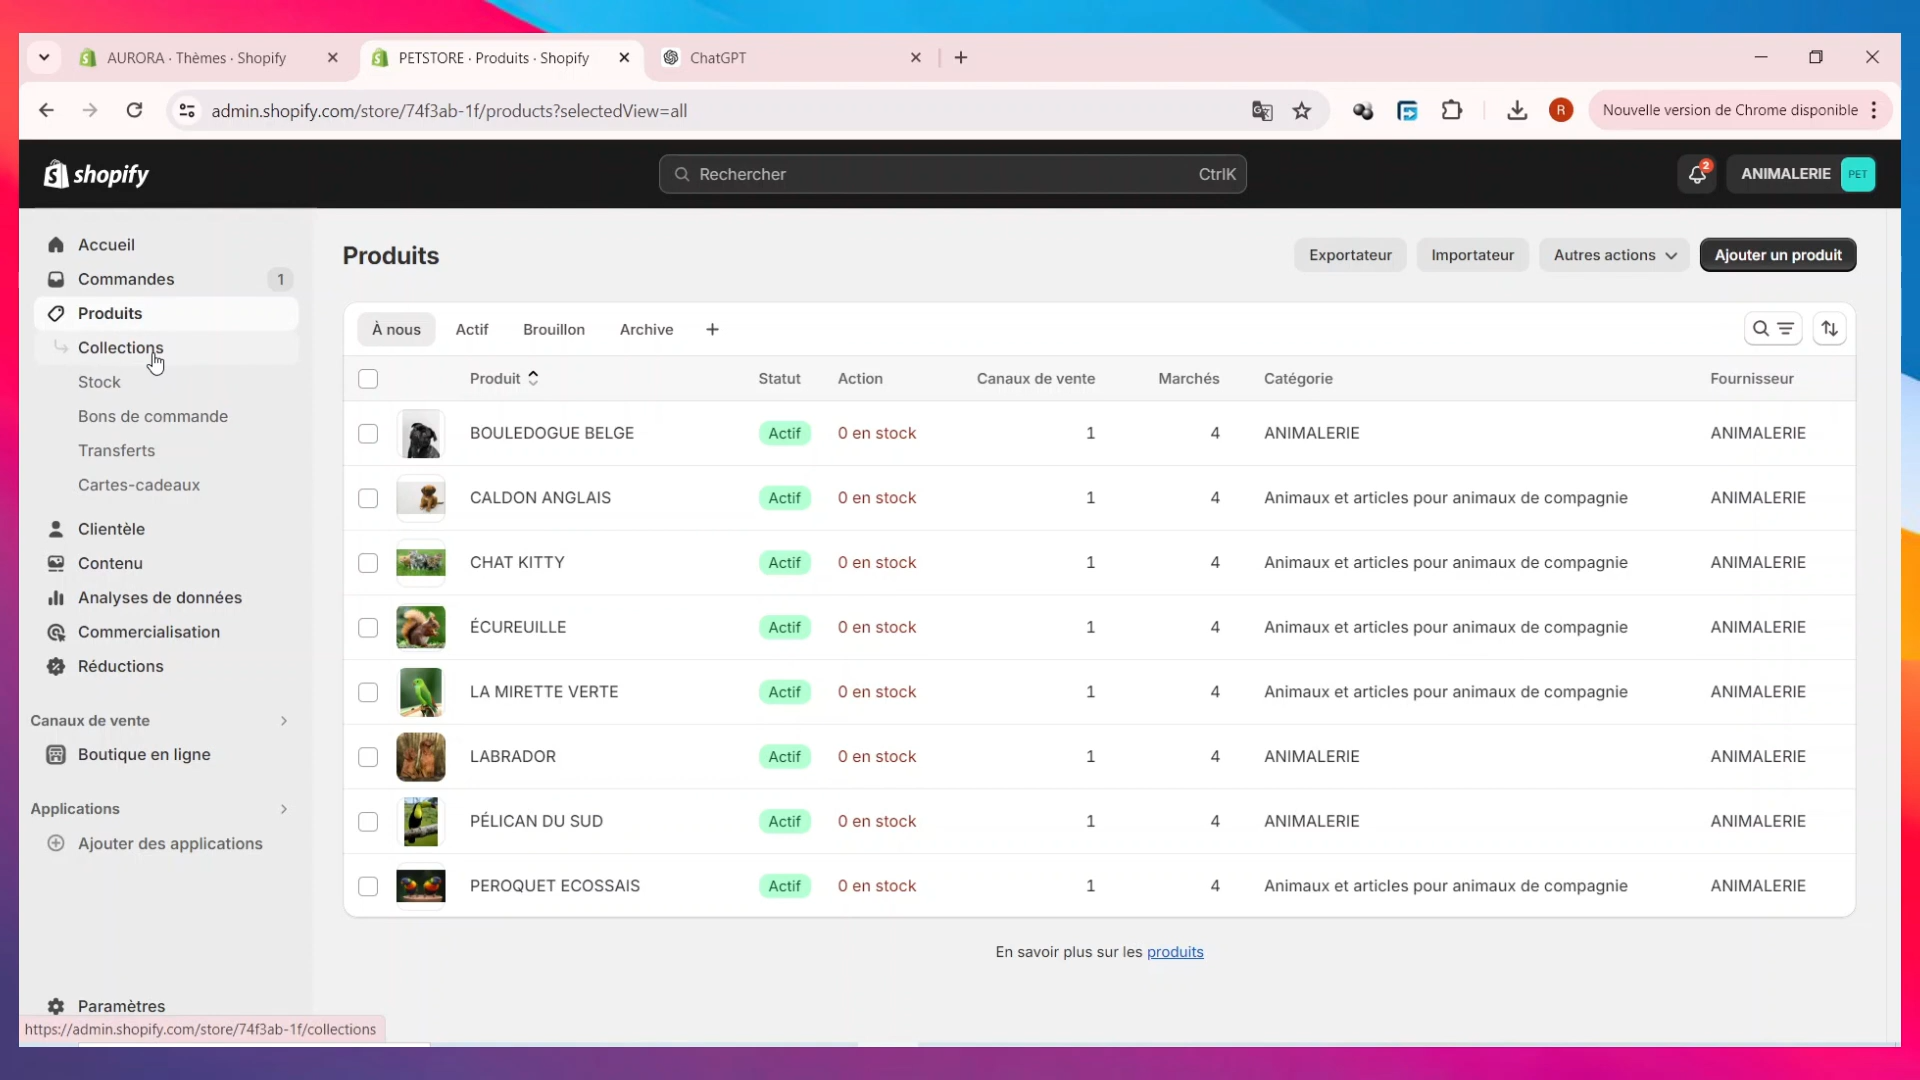 AURORA · Thèmes · Shopify
PETSTORE · Produits · Shopify
ChatGPT
admin.shopify.com/store/74f3ab-1f/products?selectedView=all
R
Nouvelle version de Chrome disponible
shopify
Rechercher
CtrlK
2
ANIMALERIE
PET
Accueil
Commandes
1
Produits
Collections
Stock
Bons de commande
Transferts
Cartes-cadeaux
Clientèle
Contenu
Analyses de données
Commercialisation
Réductions
Canaux de vente
Boutique en ligne
Applications
Ajouter des applications
Paramètres
https://admin.shopify.com/store/74f3ab-1f/collections
Produits
Exportateur
Importateur
Autres actions
Ajouter un produit
À nous
Actif
Brouillon
Archive
Produit
Statut
Action
Canaux de vente
Marchés
Catégorie
Fournisseur
BOULEDOGUE BELGE Actif 0 en stock 1 4 ANIMALERIE ANIMALERIE
CALDON ANGLAIS Actif 0 en stock 1 4 Animaux et articles pour animaux de compagnie ANIMALERIE
CHAT KITTY Actif 0 en stock 1 4 Animaux et articles pour animaux de compagnie ANIMALERIE
ÉCUREUILLE Actif 0 en stock 1 4 Animaux et articles pour animaux de compagnie ANIMALERIE
LA MIRETTE VERTE Actif 0 en stock 1 4 Animaux et articles pour animaux de compagnie ANIMALERIE
LABRADOR Actif 0 en stock 1 4 ANIMALERIE ANIMALERIE
PÉLICAN DU SUD Actif 0 en stock 1 4 ANIMALERIE ANIMALERIE
PEROQUET ECOSSAIS Actif 0 en stock 1 4 Animaux et articles pour animaux de compagnie ANIMALERIE
En savoir plus sur les produits